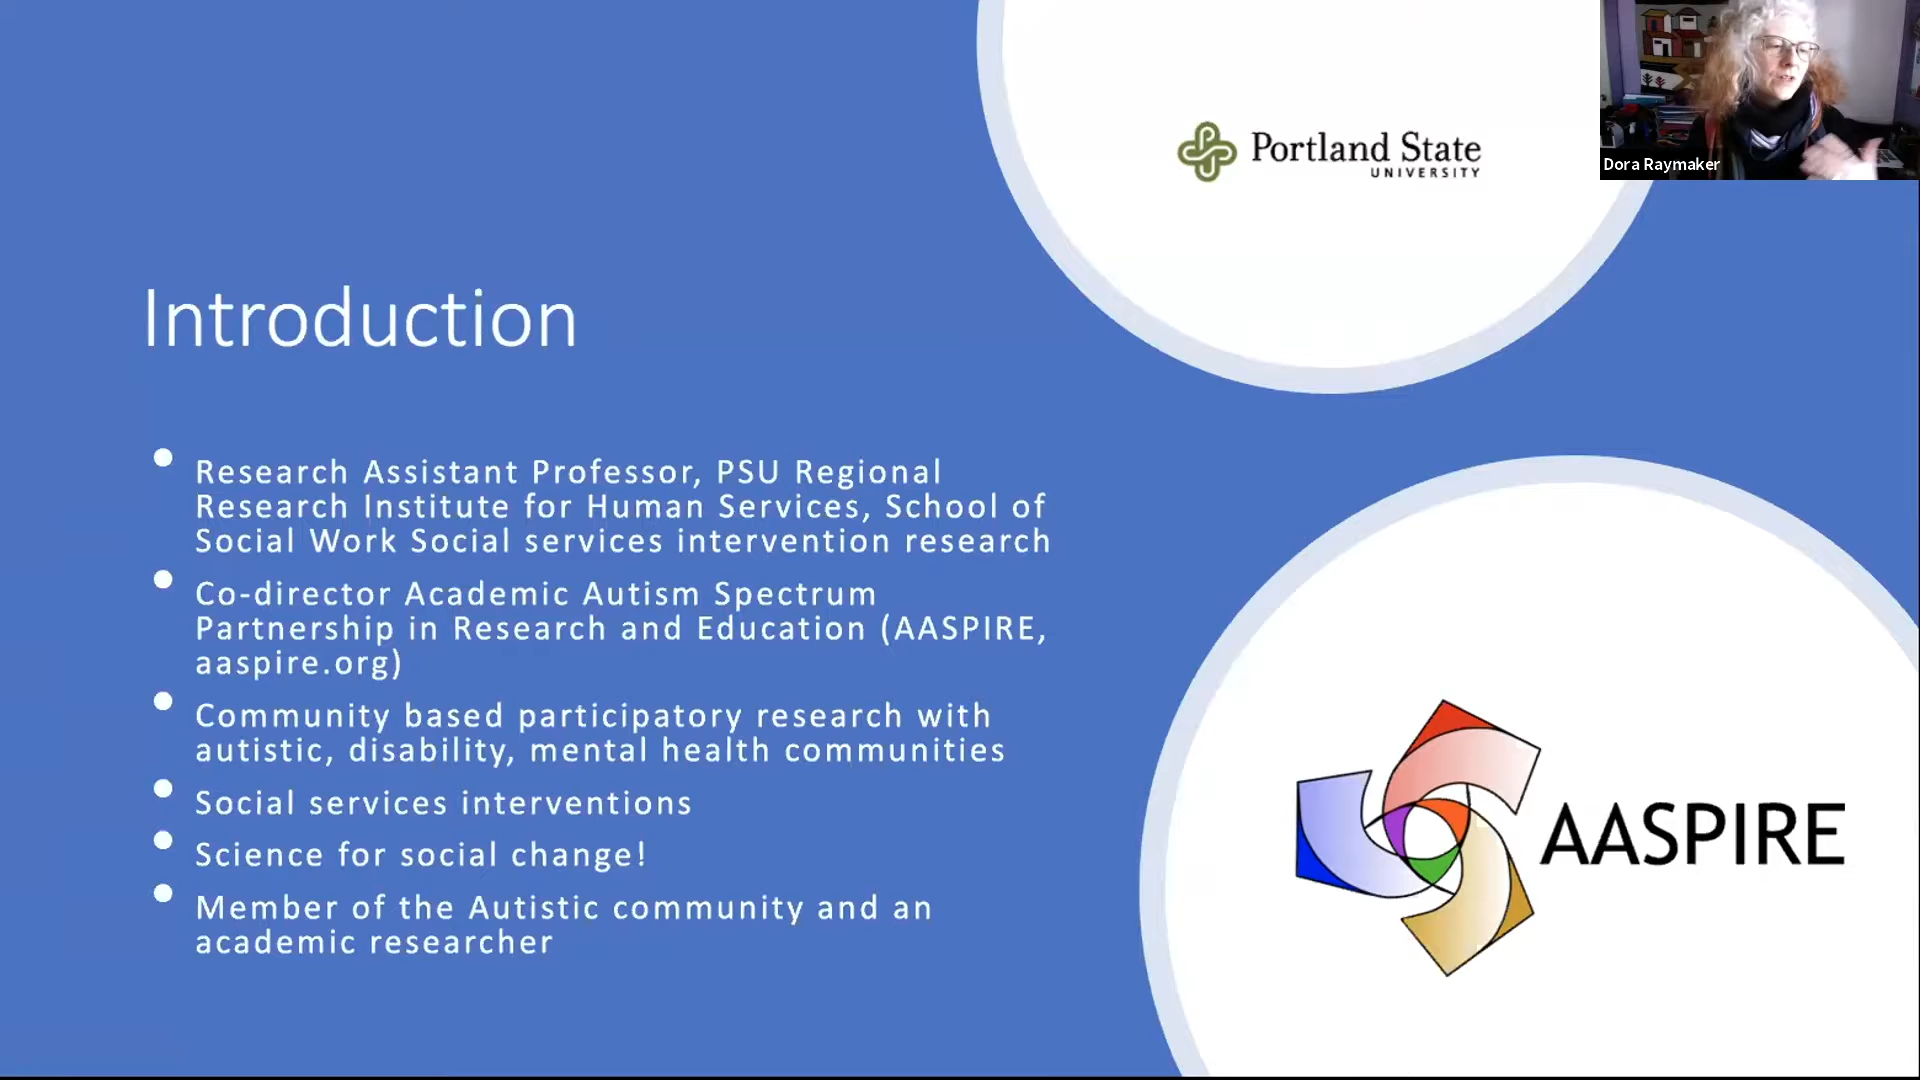 Portland State
UNIVERSITY
Dora Raymaker
Introduction
Research Assistant Professor, PSU Regional
Research Institute for Human Services, School of
Social Work Social services intervention research
Co-director Academic Autism Spectrum
Partnership in Research and Education (AASPIRE,
aaspire.org)
Community based participatory research with
autistic, disability, mental health communities
Social services interventions
Science for social change!
Member of the Autistic community and an
academic researcher
AASPIRE